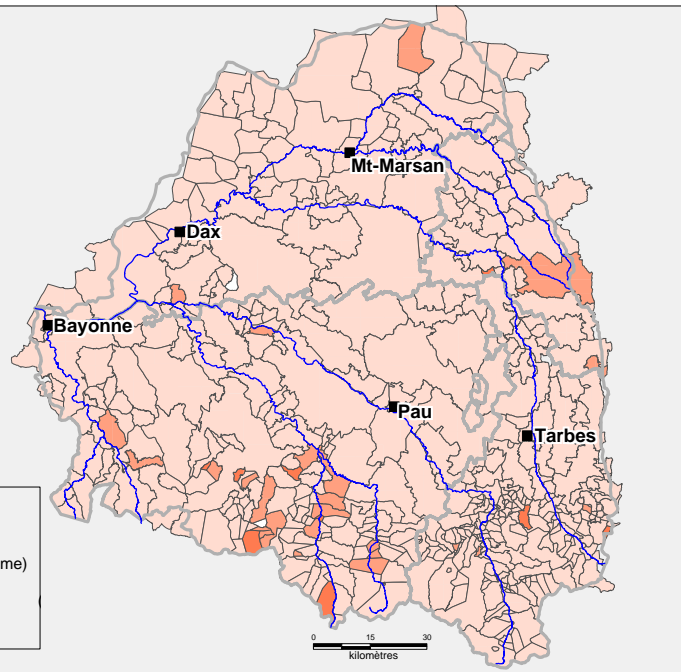 Mt-Marsan
Dax
Bayonne
Pau
Tarbes
me)
0 15 30
kilomètres